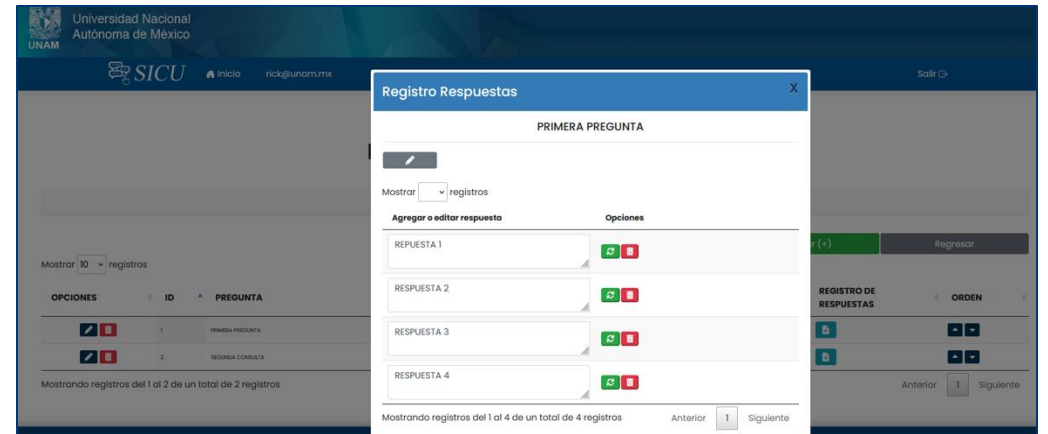 Universidad Nacional
Autónoma de México
UNAM
SICU
Inicio
rick@unam.mx
Salir
Registro Respuestas
X
PRIMERA PREGUNTA
Mostrar registros
Agregar o editar respuesta
Opciones
REPUESTA 1
RESPUESTA 2
RESPUESTA 3
RESPUESTA 4
Mostrando registros del 1 al 4 de un total de 4 registros
Anterior 1 Siguiente
r (+)
Regresar
Mostrar 10 registros
OPCIONES
ID
PREGUNTA
REGISTRO DE
RESPUESTAS
ORDEN
1
PRIMERA PREGUNTA
2
SEGUNDA CONSULTA
Mostrando registros del 1 al 2 de un total de 2 registros
Anterior 1 Siguiente